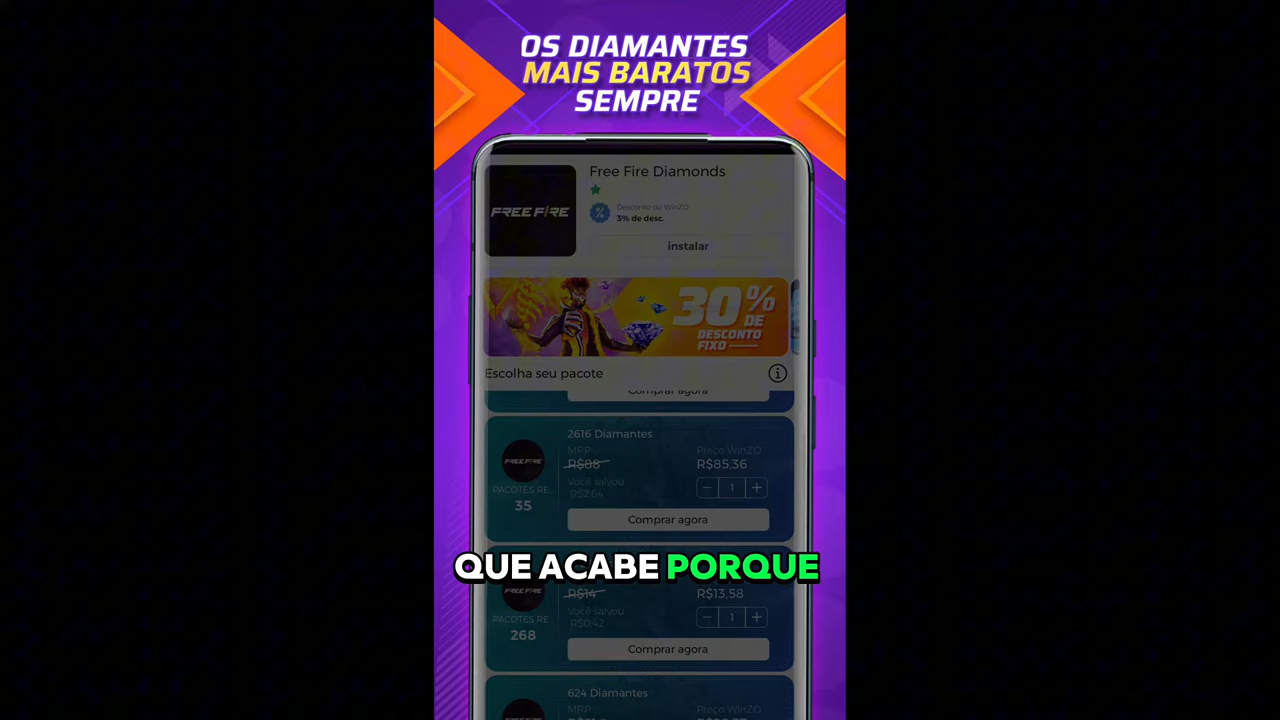 OS DIAMANTES
MAIS BARATOS
SEMPRE
Free Fire Diamonds
FREE FIRE
Desconto do WinZO
3% de desc.
instalar
30%
DE
DESCONTO
FIXO
Escolha seu pacote
Comprar agora
2616 Diamantes
FREE FIRE
MRP
Preço WinZO
R$88
R$85,36
Você salvou
R$2,64
1
PACOTES RE...
35
Comprar agora
QUE ACABE PORQUE
FREE FIRE
R$14
R$13,58
Você salvou
R$0,42
1
PACOTES RE...
268
Comprar agora
624 Diamantes
MRP
Preço WinZO